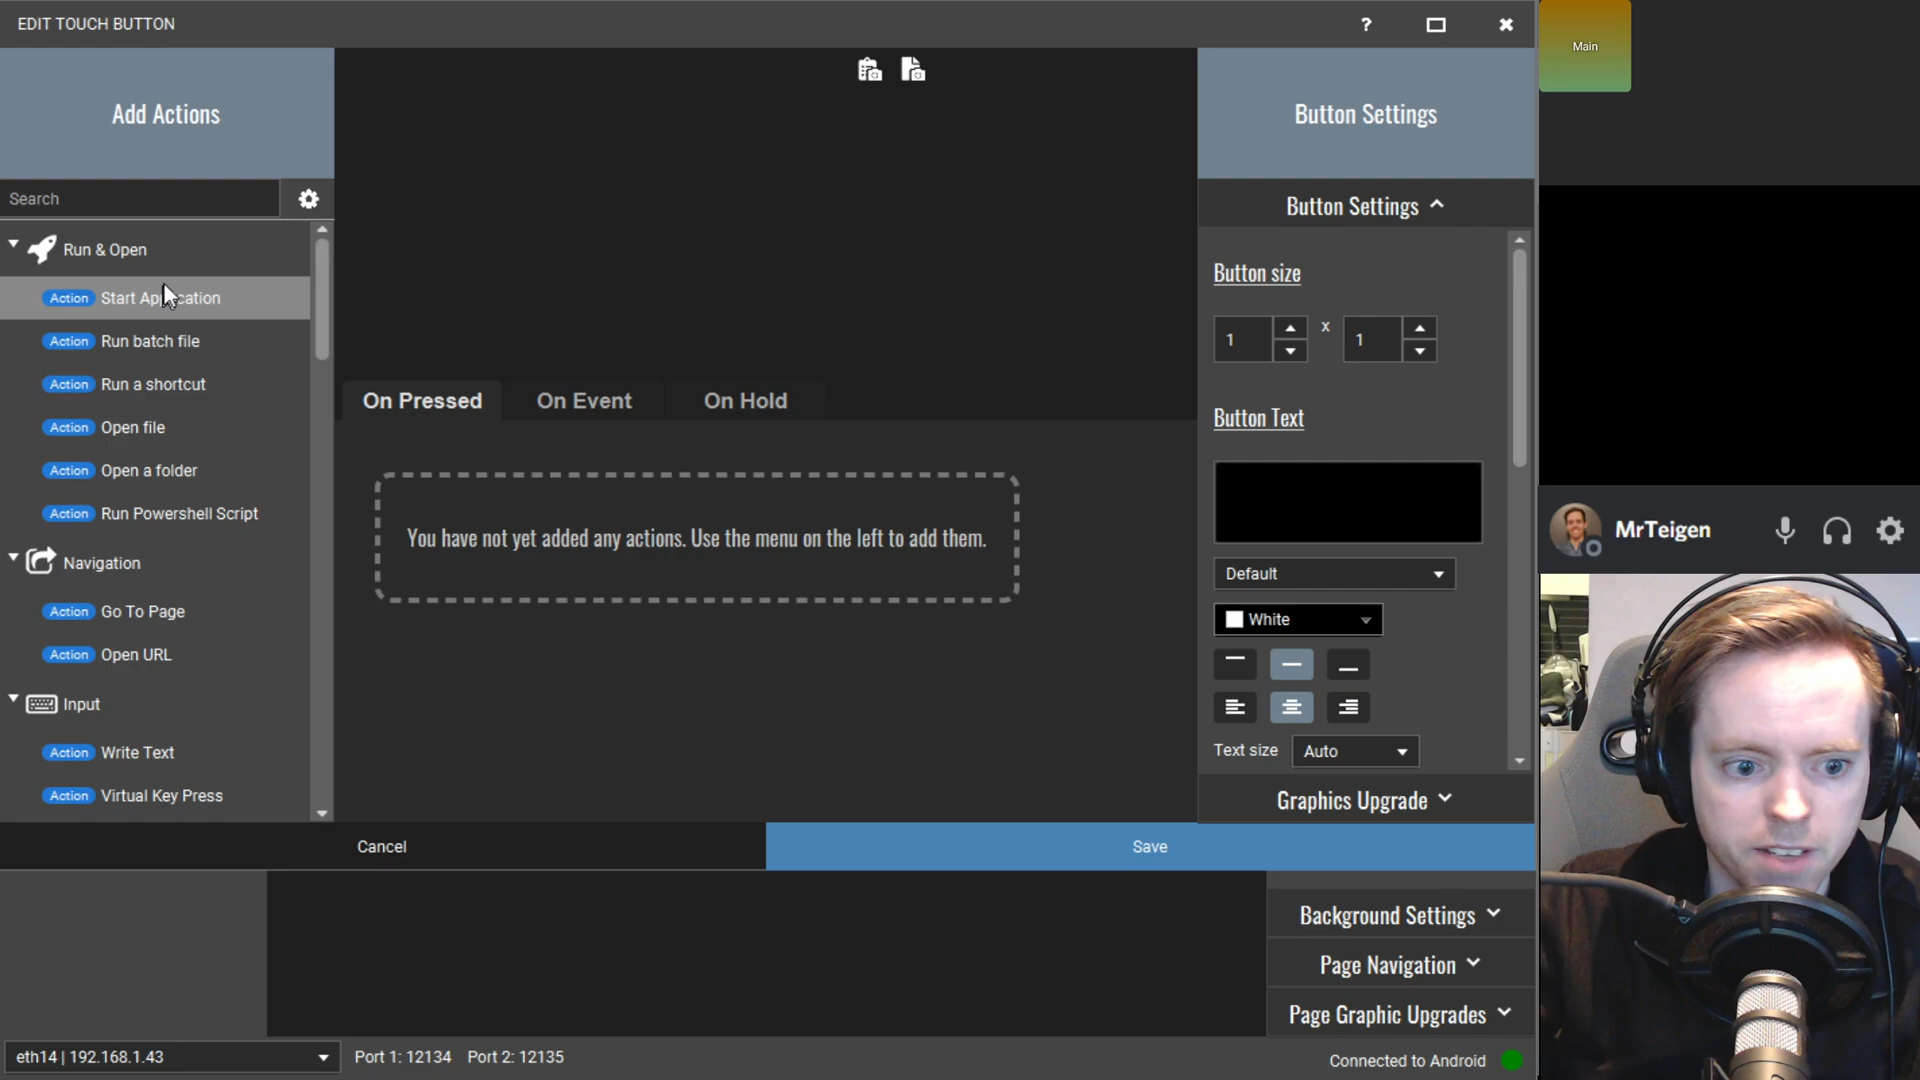 EDIT TOUCH BUTTON
?
Main
Add Actions
Button Settings
Search
Button Settings
Run & Open
Action Start Application
Action Run batch file
Action Run a shortcut
Action Open file
Action Open a folder
Action Run Powershell Script
Navigation
Action Go To Page
Action Open URL
Input
Action Write Text
Action Virtual Key Press
On Pressed On Event On Hold
You have not yet added any actions. Use the menu on the left to add them.
Button size
1 x 1
Button Text
Default
White
Text size Auto
Graphics Upgrade
Cancel
Save
MrTeigen
Background Settings
Page Navigation
Page Graphic Upgrades
eth14 | 192.168.1.43
Port 1: 12134 Port 2: 12135
Connected to Android